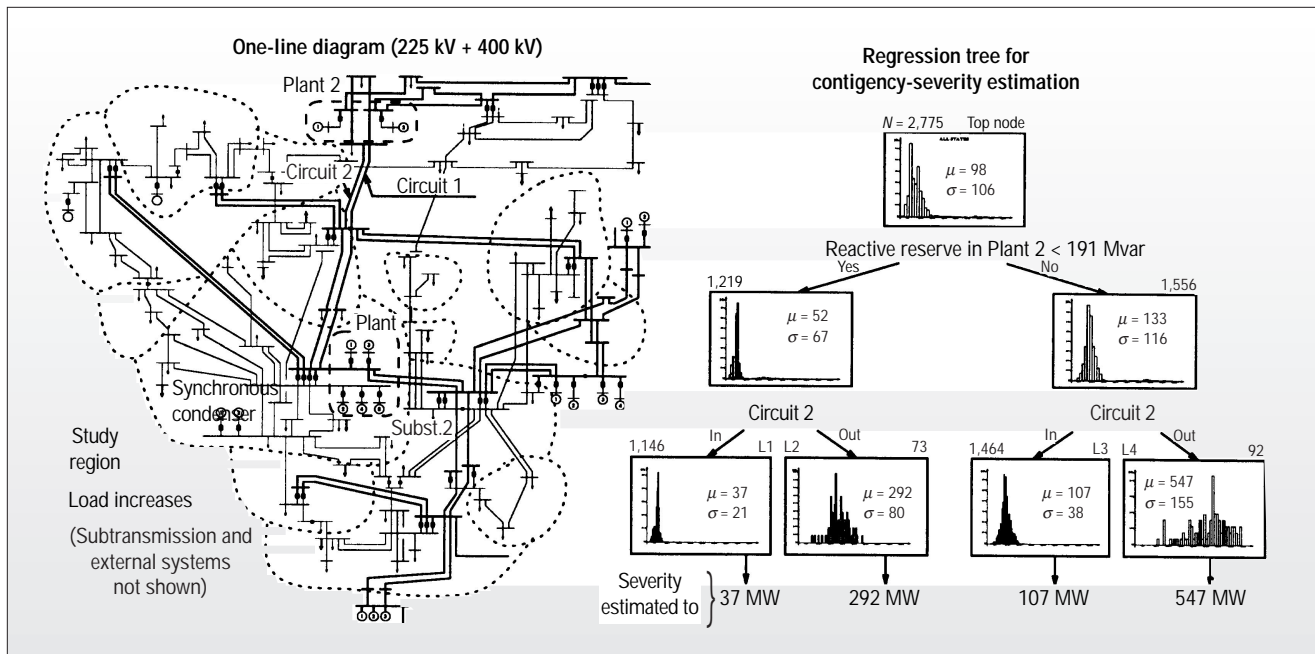 One-line diagram (225 kV + 400 kV)
Plant 2
Circuit 2
Circuit 1
Plant
Synchronous
condenser
Subst.2
Study
region
Load increases
(Subtransmission and
external systems
not shown)
Regression tree for
contigency-severity estimation
N = 2,775 Top node
ALL STATES
μ = 98
σ = 106
Reactive reserve in Plant 2 < 191 Mvar
Yes No
1,219 1,556
μ = 52
σ = 67
μ = 133
σ = 116
Circuit 2 Circuit 2
In Out In Out
1,146 L1 L2 73 1,464 L3 L4 92
μ = 37
σ = 21
μ = 292
σ = 80
μ = 107
σ = 38
μ = 547
σ = 155
Severity
estimated to
37 MW 292 MW 107 MW 547 MW